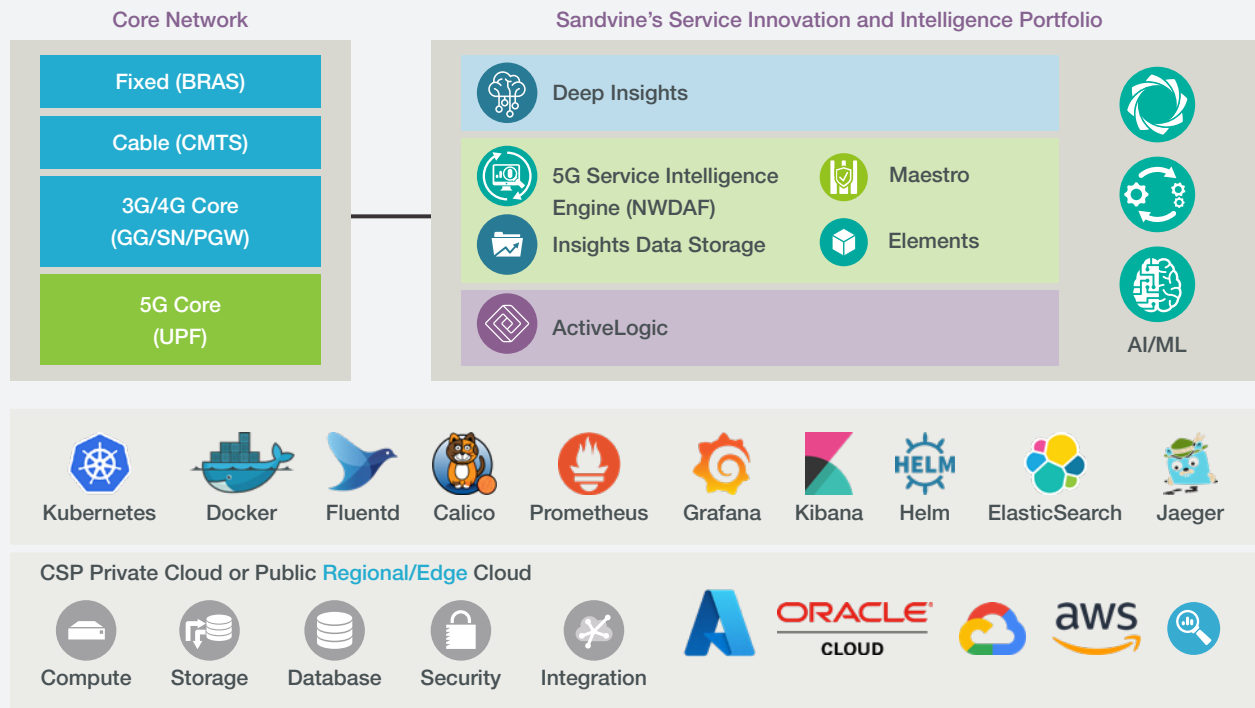 Core Network
Sandvine's Service Innovation and Intelligence Portfolio
Fixed (BRAS)
Cable (CMTS)
3G/4G Core
(GG/SN/PGW)
5G Core
(UPF)
Deep Insights
5G Service Intelligence
Engine (NWDAF)
Insights Data Storage
Maestro
Elements
ActiveLogic
AI/ML
HELM
Kubernetes
Docker
Fluentd
Calico
Prometheus
Grafana
Kibana
Helm
ElasticSearch
Jaeger
CSP Private Cloud or Public Regional/Edge Cloud
Compute
Storage
Database
Security
Integration
ORACLE®
CLOUD
aws